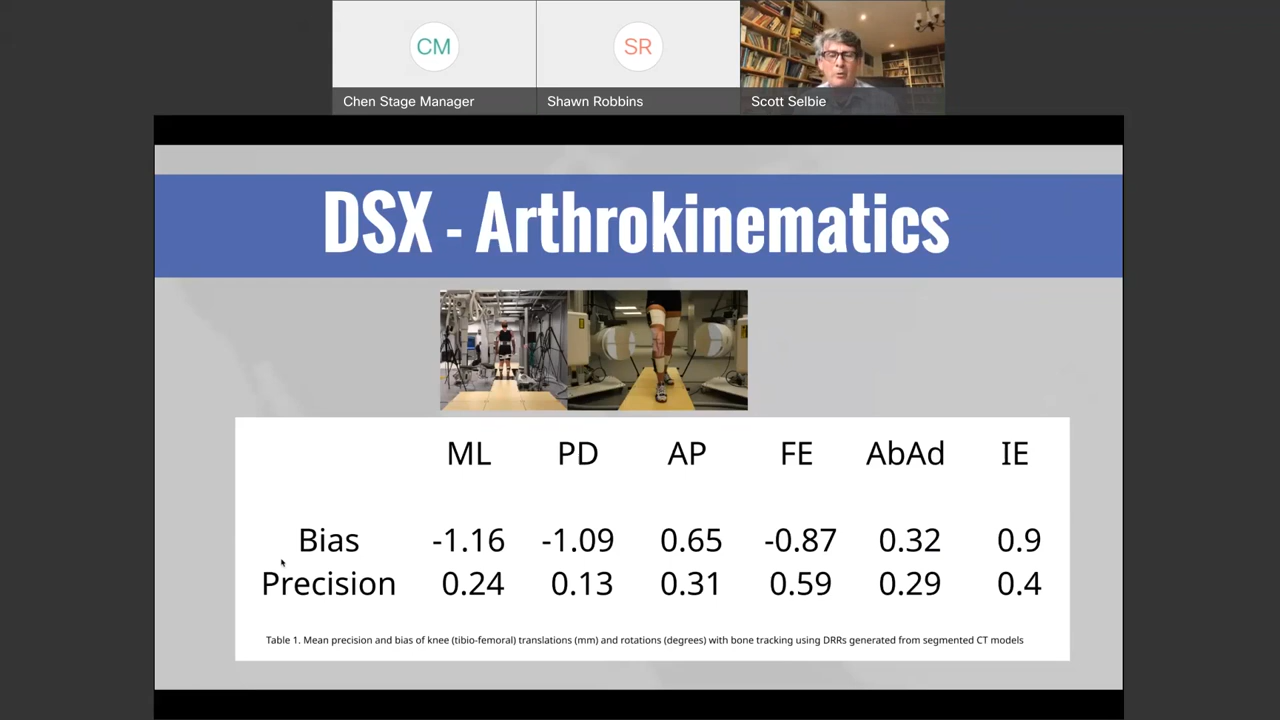 CM
SR
Chen Stage Manager
Shawn Robbins
Scott Selbie
DSX - Arthrokinematics
ML PD AP FE AbAd IE
Bias -1.16 -1.09 0.65 -0.87 0.32 0.9
Precision 0.24 0.13 0.31 0.59 0.29 0.4
Table 1. Mean precision and bias of knee (tibio-femoral) translations (mm) and rotations (degrees) with bone tracking using DRRs generated from segmented CT models